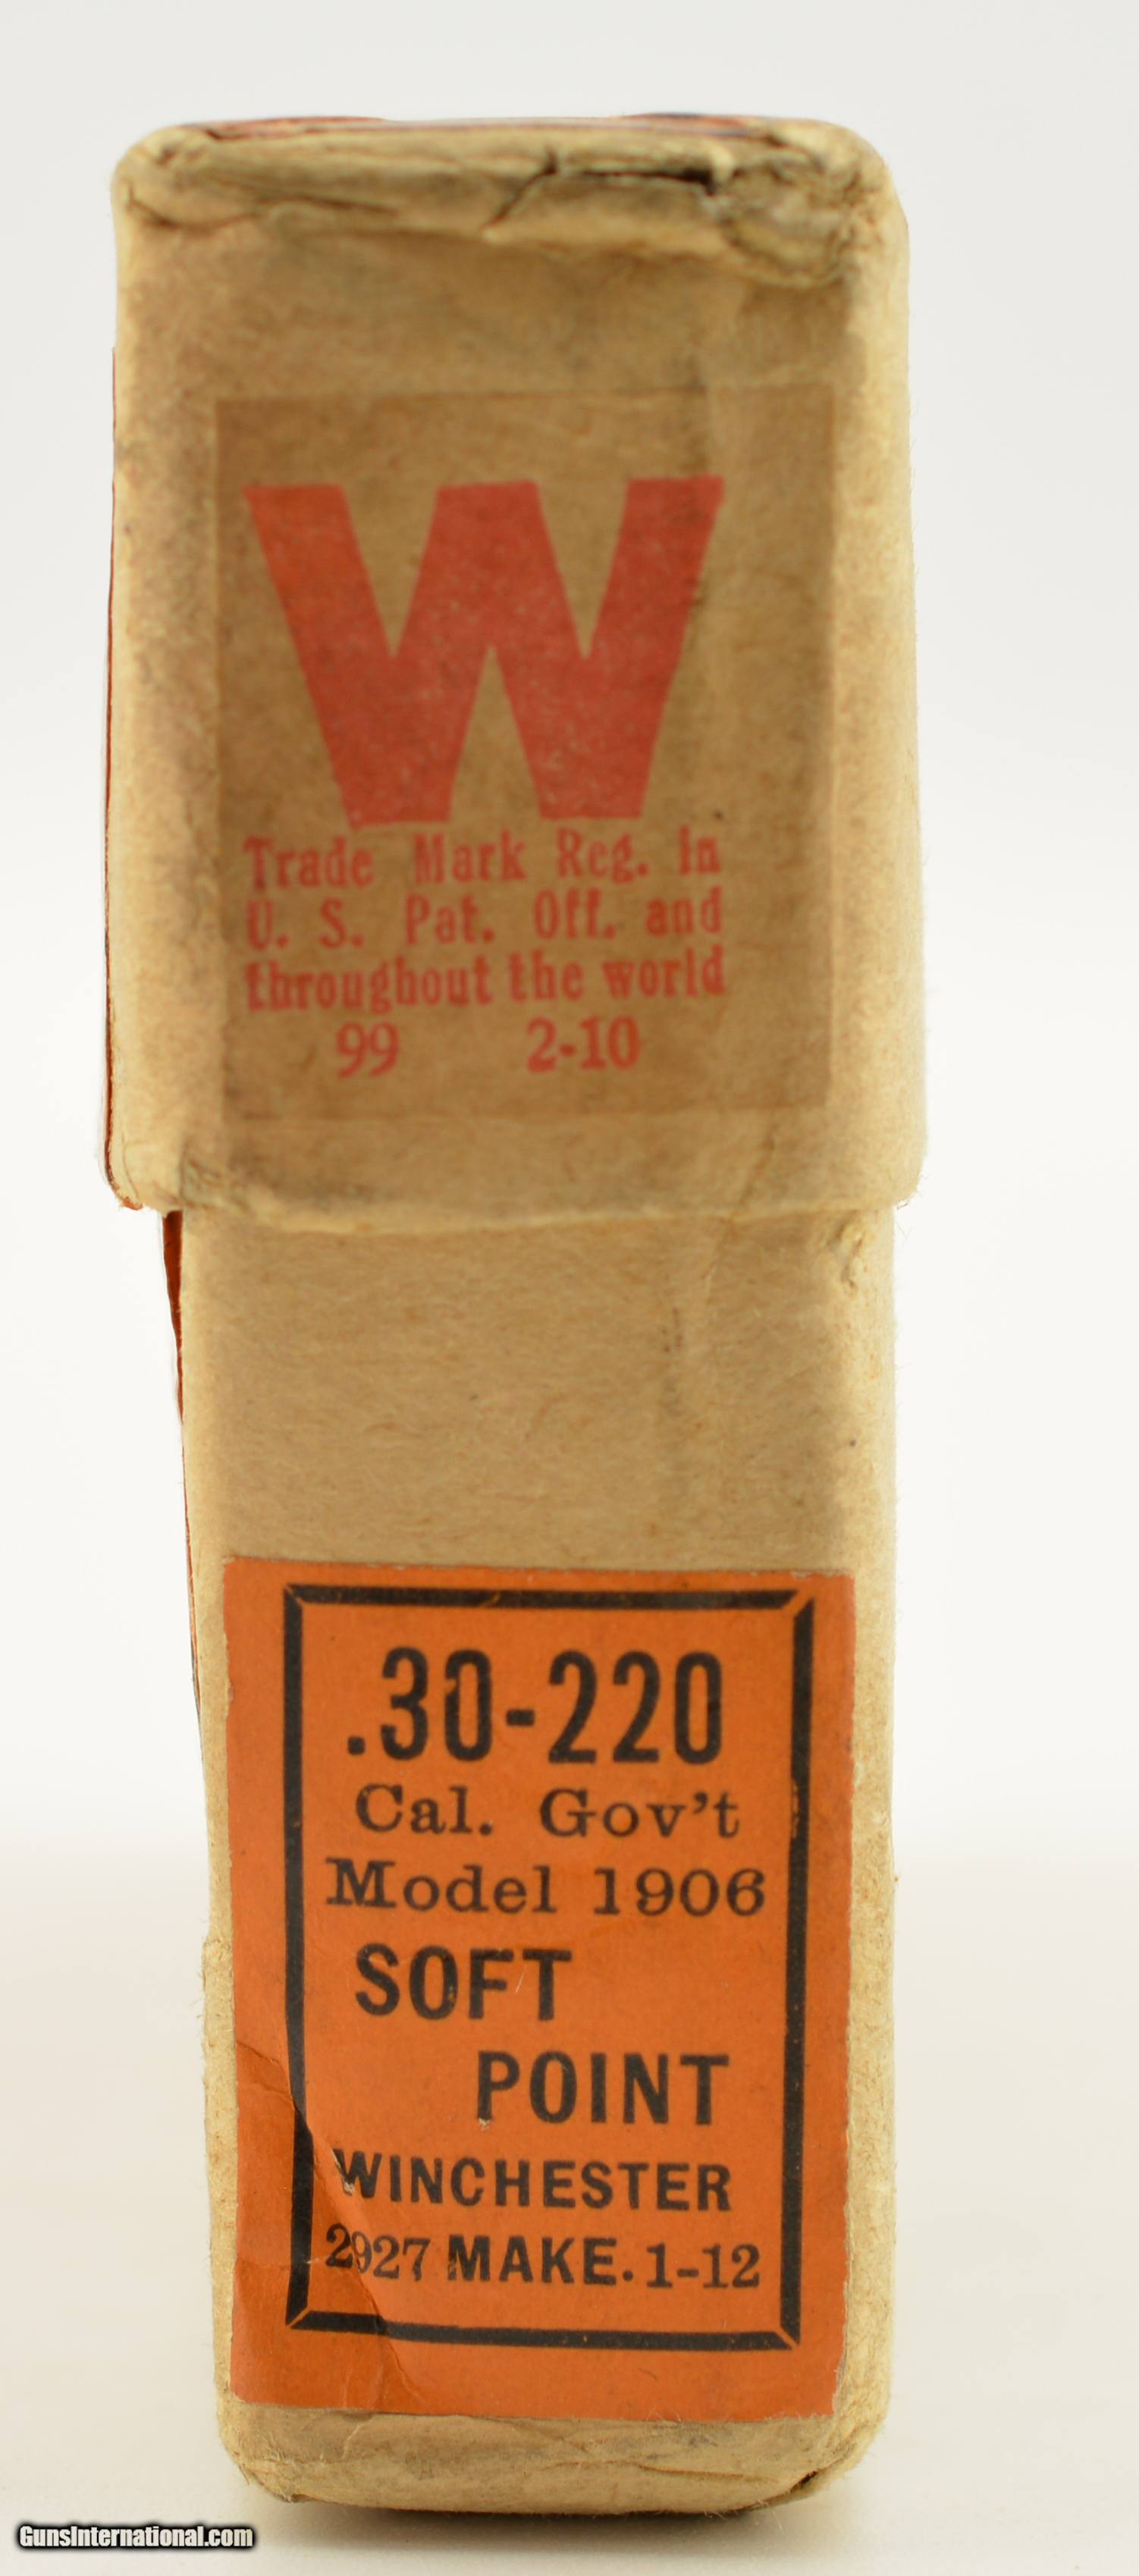 W
Trade Mark Reg. in
U. S. Pat. Off. and
throughout the world
99 2-10
.30-220
Cal. Gov't
Model 1906
SOFT
POINT
WINCHESTER
2927 MAKE. 1-12
GunsInternational.com